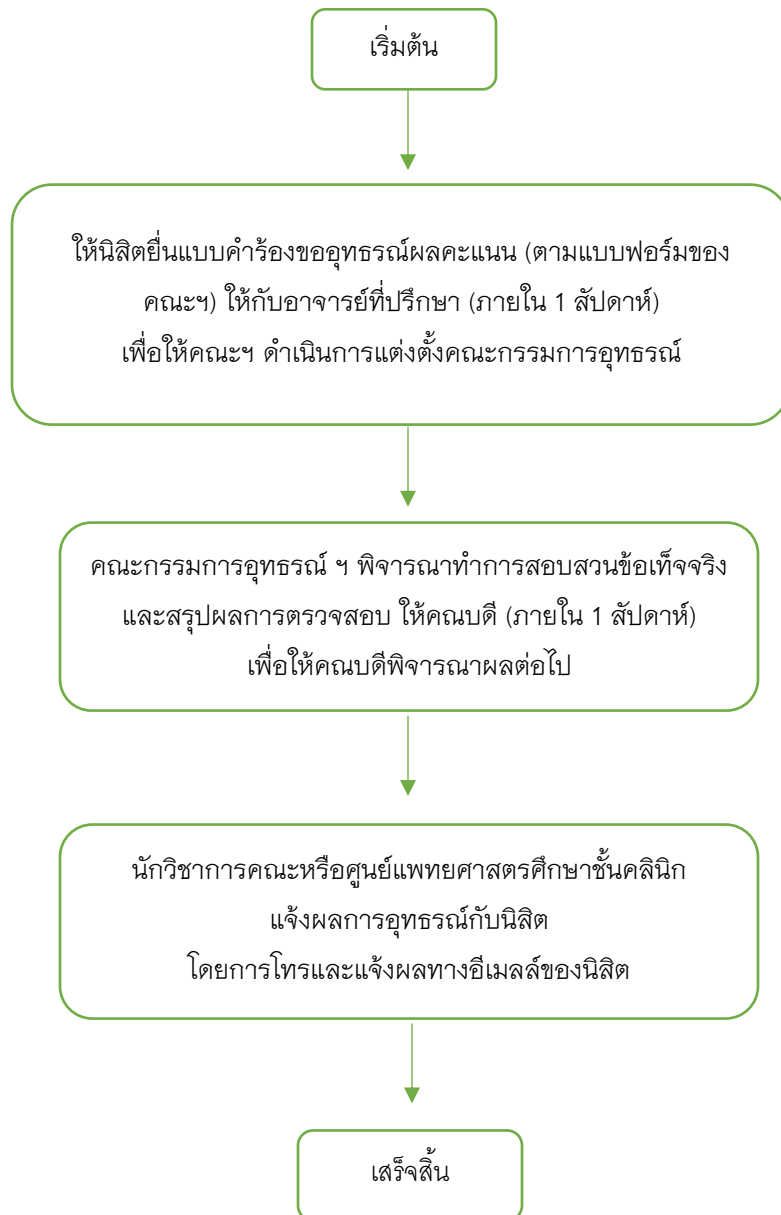 เริ่มต้น
ให้นิสิตยื่นแบบคำร้องขออุทธรณ์ผลคะแนน (ตามแบบฟอร์มของ
คณะฯ) ให้กับอาจารย์ที่ปรึกษา (ภายใน 1 สัปดาห์)
เพื่อให้คณะฯ ดำเนินการแต่งตั้งคณะกรรมการอุทธรณ์
คณะกรรมการอุทธรณ์ ฯ พิจารณาทำการสอบสวนข้อเท็จจริง
และสรุปผลการตรวจสอบ ให้คณบดี (ภายใน 1 สัปดาห์)
เพื่อให้คณบดีพิจารณาผลต่อไป
นักวิชาการคณะหรือศูนย์แพทยศาสตรศึกษาชั้นคลินิก
แจ้งผลการอุทธรณ์กับนิสิต
โดยการโทรและแจ้งผลทางอีเมลล์ของนิสิต
เสร็จสิ้น